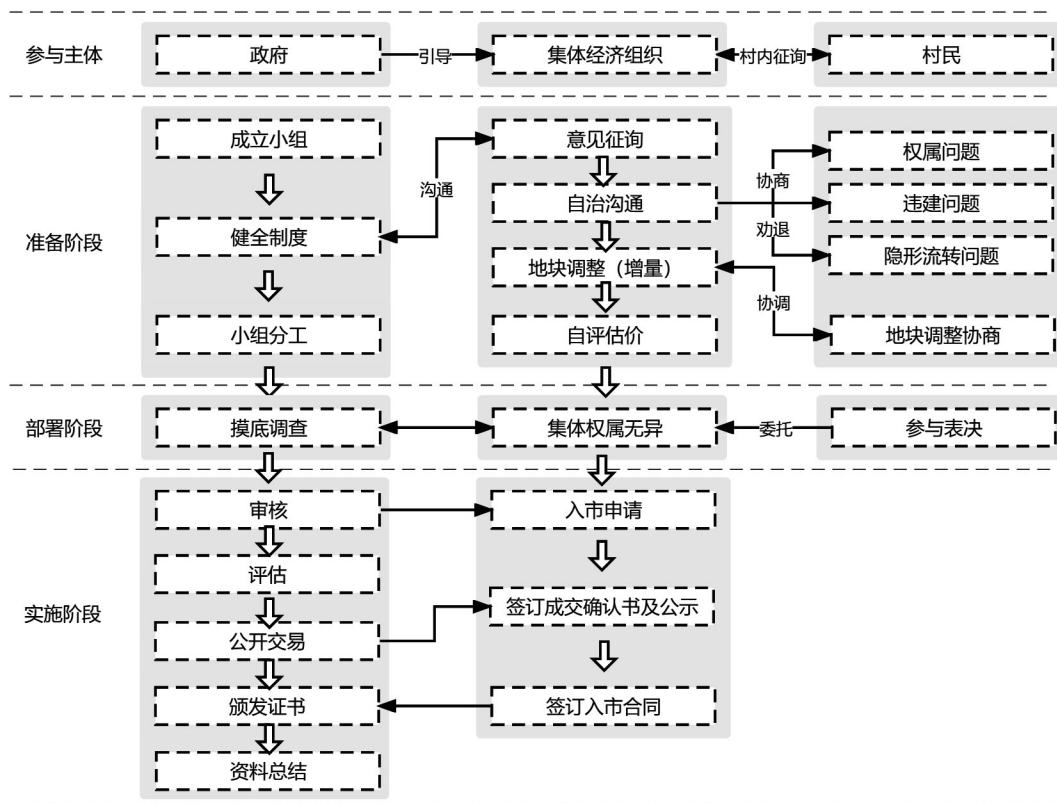 参与主体
政府
引导
集体经济组织
村内征询
村民
准备阶段
成立小组
健全制度
小组分工
沟通
意见征询
自治沟通
地块调整（增量）
自评估价
协商
劝退
协调
权属问题
违建问题
隐形流转问题
地块调整协商
部署阶段
摸底调查
集体权属无异
委托
参与表决
实施阶段
审核
评估
公开交易
颁发证书
资料总结
入市申请
签订成交确认书及公示
签订入市合同